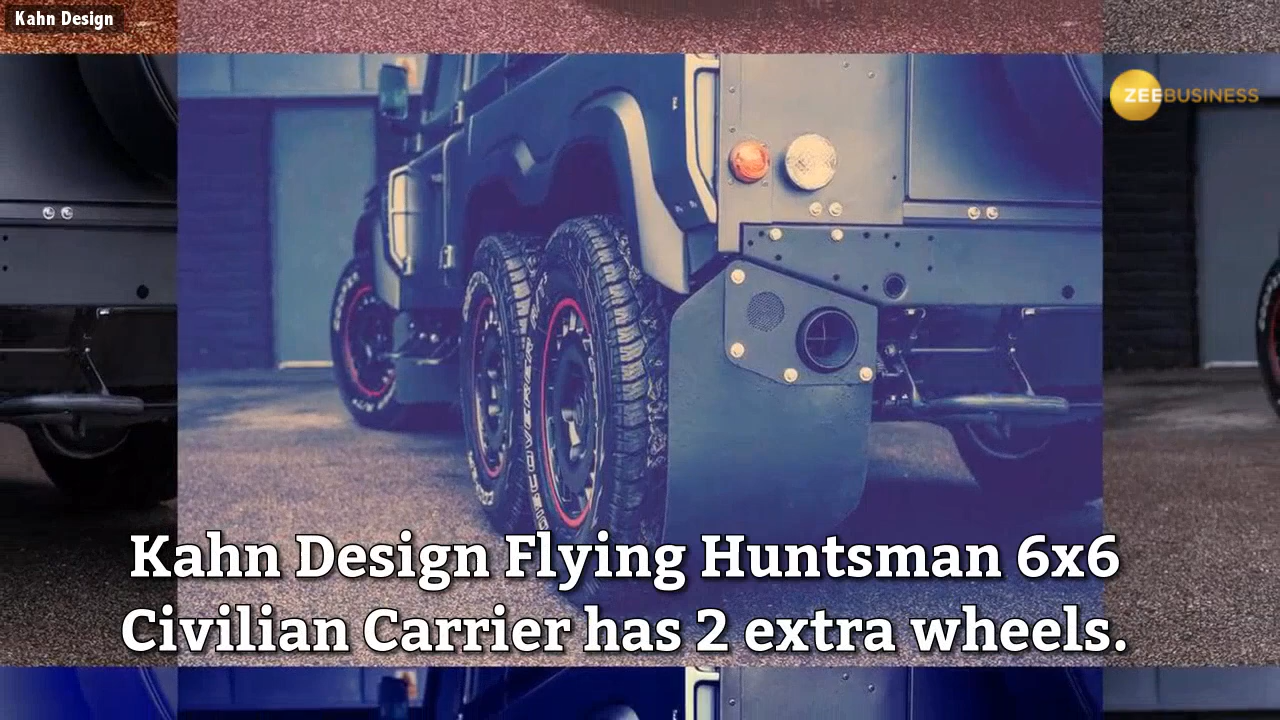 Kahn Design
ZEEBUSINESS
Kahn Design Flying Huntsman 6x6
Civilian Carrier has 2 extra wheels.